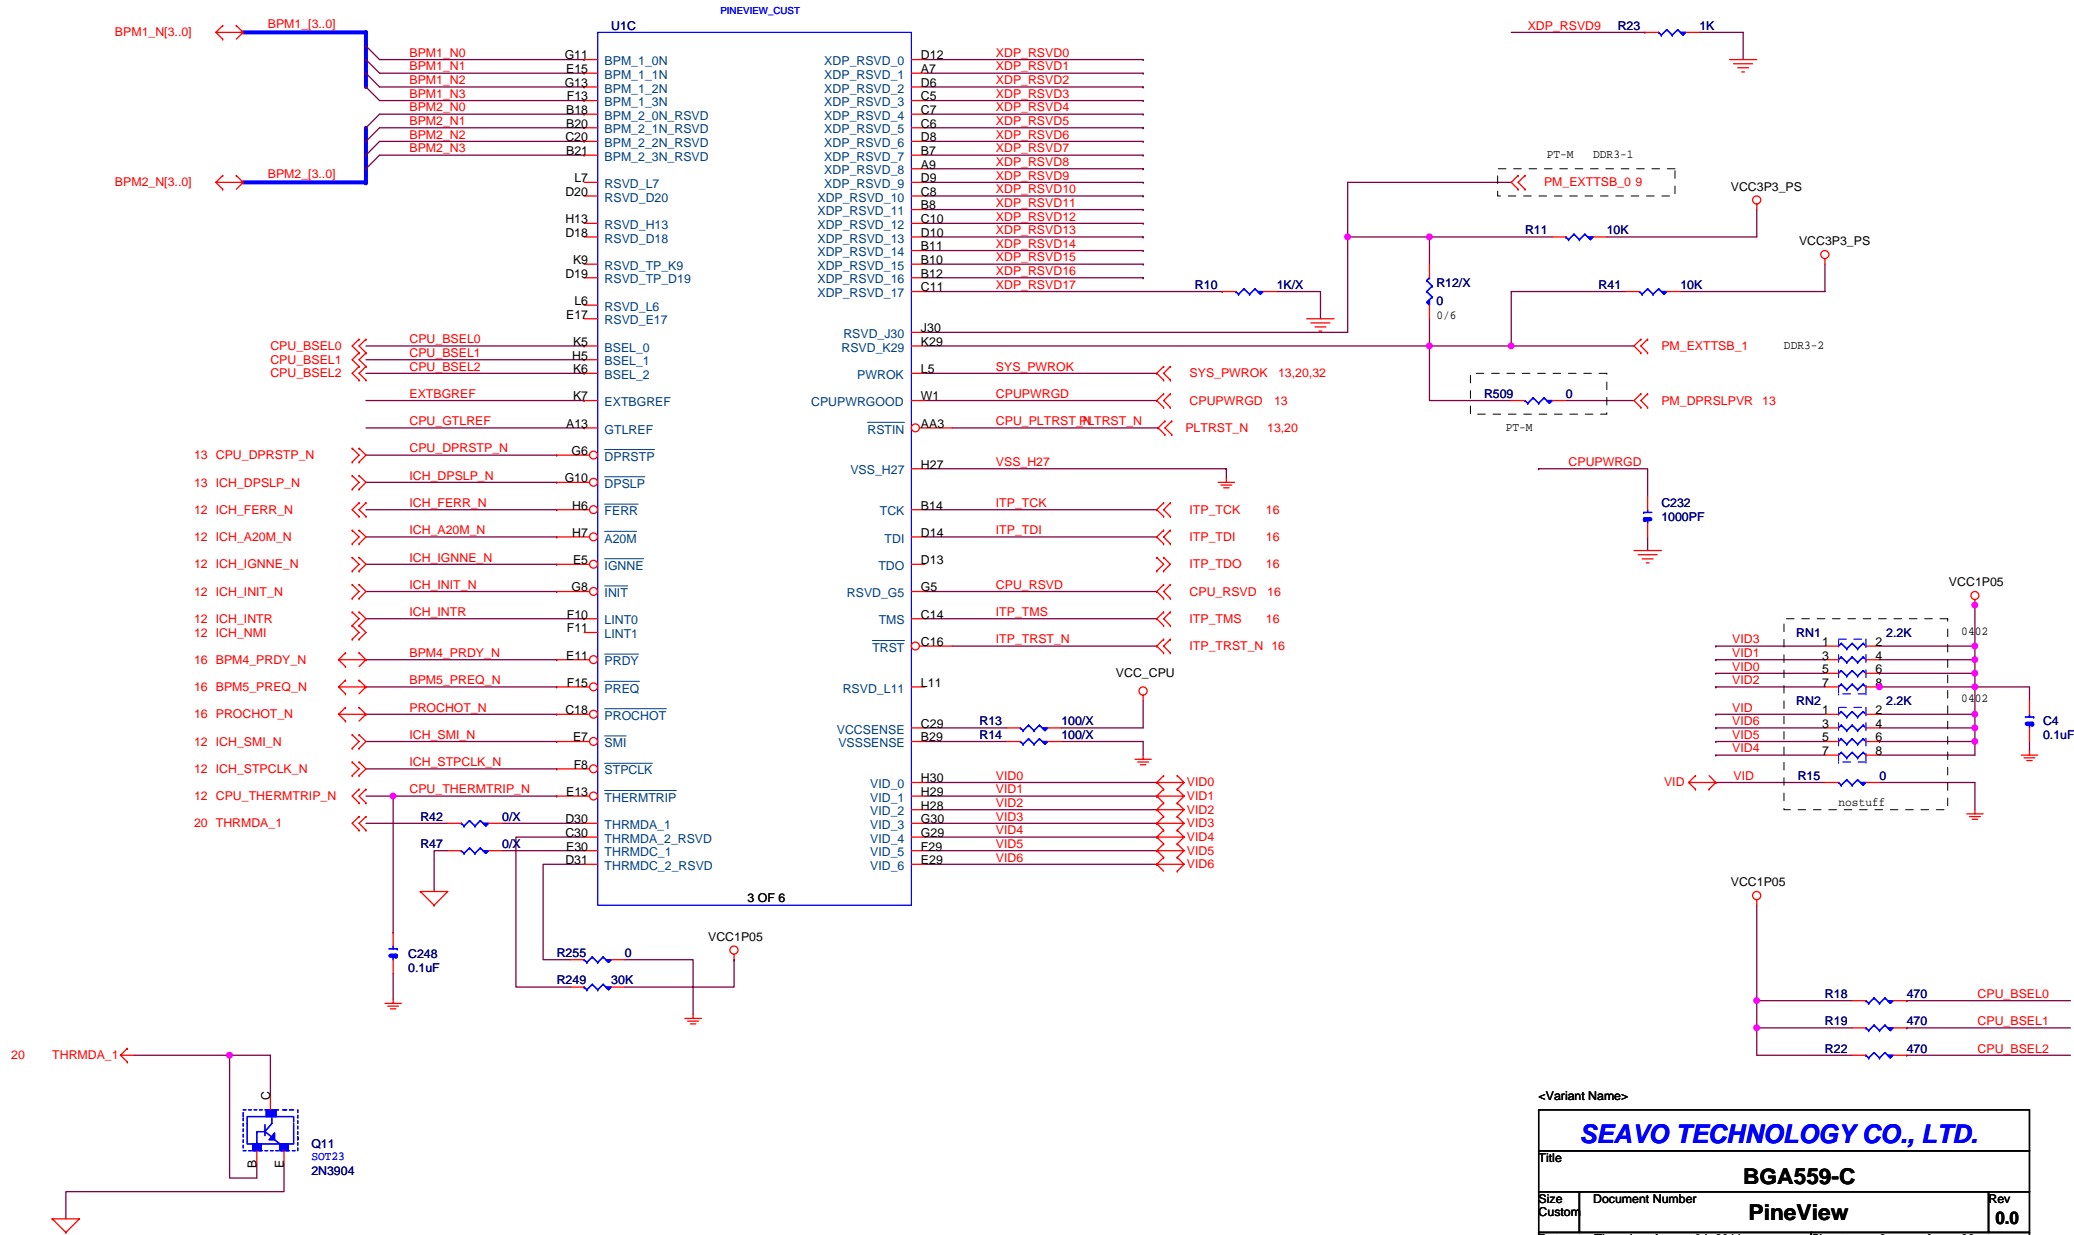 PINEVIEW_CUST
U1C
BPM1_N[3..0]
BPM1_[3..0]
BPM1_N0 G11 BPM_1_0N
BPM1_N1 E15 BPM_1_1N
BPM1_N2 G13 BPM_1_2N
BPM1_N3 F13 BPM_1_3N
BPM2_N0 B18 BPM_2_0N_RSVD
BPM2_N1 B20 BPM_2_1N_RSVD
BPM2_N2 C20 BPM_2_2N_RSVD
BPM2_N3 B21 BPM_2_3N_RSVD
BPM2_N[3..0]
BPM2_[3..0]
L7 RSVD_L7
D20 RSVD_D20
H13 RSVD_H13
D18 RSVD_D18
K9 RSVD_TP_K9
D19 RSVD_TP_D19
L6 RSVD_L6
E17 RSVD_E17
CPU_BSEL0 CPU_BSEL0 K5 BSEL_0
CPU_BSEL1 CPU_BSEL1 H5 BSEL_1
CPU_BSEL2 CPU_BSEL2 K6 BSEL_2
EXTBGREF K7 EXTBGREF
CPU_GTLREF A13 GTLREF
13 CPU_DPRSTP_N CPU_DPRSTP_N G6 DPRSTP
13 ICH_DPSLP_N ICH_DPSLP_N G10 DPSLP
12 ICH_FERR_N ICH_FERR_N H6 FERR
12 ICH_A20M_N ICH_A20M_N H7 A20M
12 ICH_IGNNE_N ICH_IGNNE_N E5 IGNNE
12 ICH_INIT_N ICH_INIT_N G8 INIT
12 ICH_INTR ICH_INTR F10 LINT0
12 ICH_NMI F11 LINT1
16 BPM4_PRDY_N BPM4_PRDY_N E11 PRDY
16 BPM5_PREQ_N BPM5_PREQ_N F15 PREQ
16 PROCHOT_N PROCHOT_N C18 PROCHOT
12 ICH_SMI_N ICH_SMI_N E7 SMI
12 ICH_STPCLK_N ICH_STPCLK_N F8 STPCLK
12 CPU_THERMTRIP_N CPU_THERMTRIP_N E13 THERMTRIP
20 THRMDA_1 R42 0/X D30 THRMDA_1
C30 THRMDA_2_RSVD
R47 0/X E30 THRMDC_1
D31 THRMDC_2_RSVD
3 OF 6
XDP_RSVD_0 D12 XDP_RSVD0
XDP_RSVD_1 A7 XDP_RSVD1
XDP_RSVD_2 D6 XDP_RSVD2
XDP_RSVD_3 C5 XDP_RSVD3
XDP_RSVD_4 C7 XDP_RSVD4
XDP_RSVD_5 C6 XDP_RSVD5
XDP_RSVD_6 D8 XDP_RSVD6
XDP_RSVD_7 B7 XDP_RSVD7
XDP_RSVD_8 A9 XDP_RSVD8
XDP_RSVD_9 D9 XDP_RSVD9
XDP_RSVD_10 C8 XDP_RSVD10
XDP_RSVD_11 B8 XDP_RSVD11
XDP_RSVD_12 C10 XDP_RSVD12
XDP_RSVD_13 D10 XDP_RSVD13
XDP_RSVD_14 B11 XDP_RSVD14
XDP_RSVD_15 B10 XDP_RSVD15
XDP_RSVD_16 B12 XDP_RSVD16
XDP_RSVD_17 C11 XDP_RSVD17 R10 1K/X
RSVD_J30 J30
RSVD_K29 K29
PWROK L5 SYS_PWROK SYS_PWROK 13,20,32
CPUPWRGOOD W1 CPUPWRGD CPUPWRGD 13
RSTIN AA3 CPU_PLTRST_N PLTRST_N PLTRST_N 13,20
VSS_H27 H27 VSS_H27
TCK B14 ITP_TCK ITP_TCK 16
TDI D14 ITP_TDI ITP_TDI 16
TDO D13 ITP_TDO 16
RSVD_G5 G5 CPU_RSVD CPU_RSVD 16
TMS C14 ITP_TMS ITP_TMS 16
TRST C16 ITP_TRST_N ITP_TRST_N 16
RSVD_L11 L11
VCC_CPU
VCCSENSE C29 R13 100/X
VSSSENSE B29 R14 100/X
VID_0 H30 VID0 VID0
VID_1 H29 VID1 VID1
VID_2 H28 VID2 VID2
VID_3 G30 VID3 VID3
VID_4 G29 VID4 VID4
VID_5 F29 VID5 VID5
VID_6 E29 VID6 VID6
XDP_RSVD9 R23 1K
PT-M DDR3-1
PM_EXTTSB_0 9
VCC3P3_PS
R11 10K
VCC3P3_PS
R12/X
0
0/6
R41 10K
PM_EXTTSB_1 DDR3-2
R509 0
PM_DPRSLPVR 13
PT-M
CPUPWRGD
C232
1000PF
VCC1P05
RN1 2.2K 0402
VID3 1 2
VID1 3 4
VID0 5 6
VID2 7 8
RN2 2.2K 0402
VID 1 2
VID6 3 4
VID5 5 6
VID4 7 8
C4
0.1uF
VID VID R15 0
nostuff
VCC1P05
R18 470 CPU_BSEL0
R19 470 CPU_BSEL1
R22 470 CPU_BSEL2
VCC1P05
R255 0
R249 30K
C248
0.1uF
20 THRMDA_1
C
B
E
Q11
SOT23
2N3904
<Variant Name>
SEAVO TECHNOLOGY CO., LTD.
Title
BGA559-C
Size
Custom
Document Number
PineView
Rev
0.0